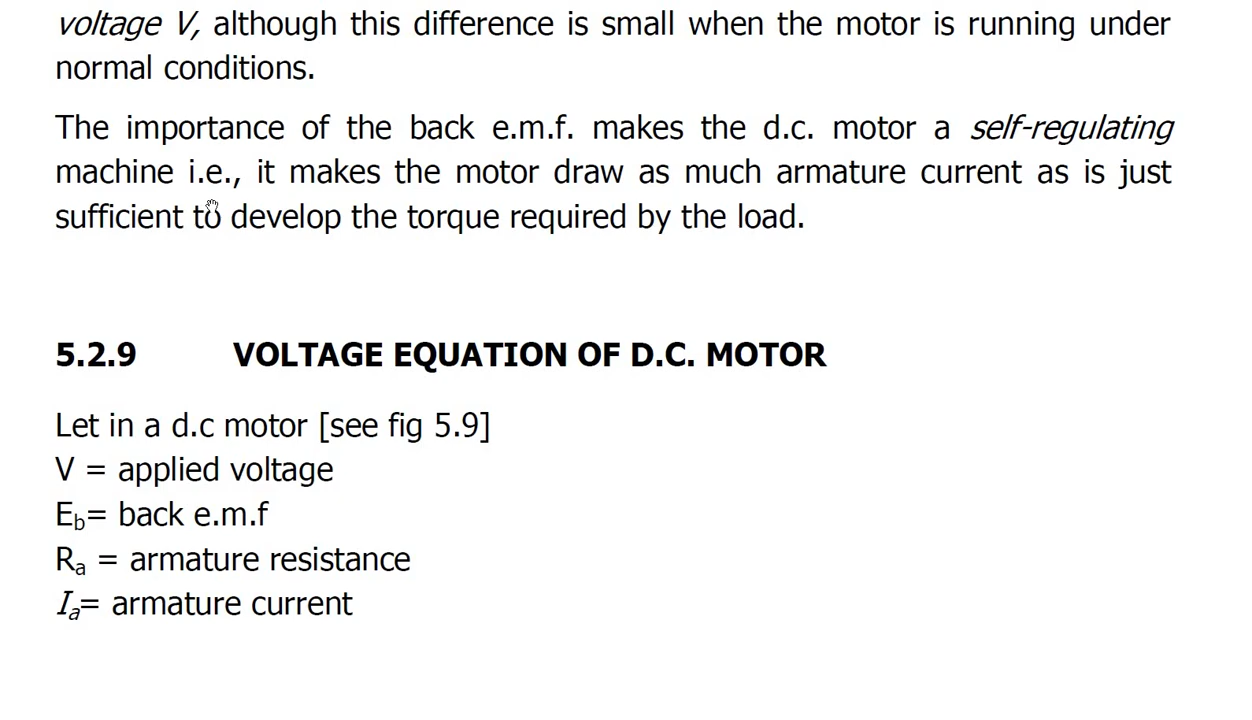 voltage V, although this difference is small when the motor is running under
normal conditions.
The importance of the back e.m.f. makes the d.c. motor a self-regulating
machine i.e., it makes the motor draw as much armature current as is just
sufficient to develop the torque required by the load.
5.2.9 VOLTAGE EQUATION OF D.C. MOTOR
Let in a d.c motor [see fig 5.9]
V = applied voltage
Eb= back e.m.f
Ra = armature resistance
Ia= armature current